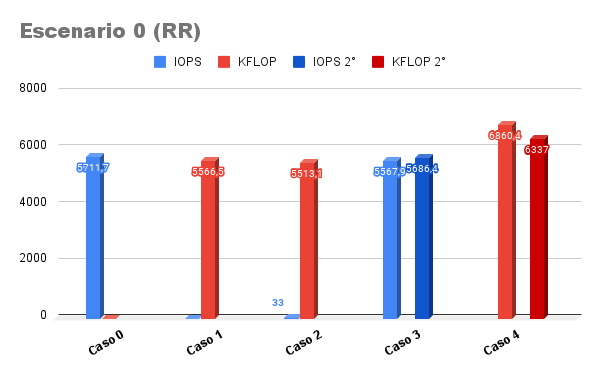 Escenario 0 (RR)
IOPS KFLOP IOPS 2° KFLOP 2°
8000
6000
4000
2000
0
5711,7
5566,5
33
5513,1
5567,9
5686,4
6860,4
6337
Caso 0
Caso 1
Caso 2
Caso 3
Caso 4